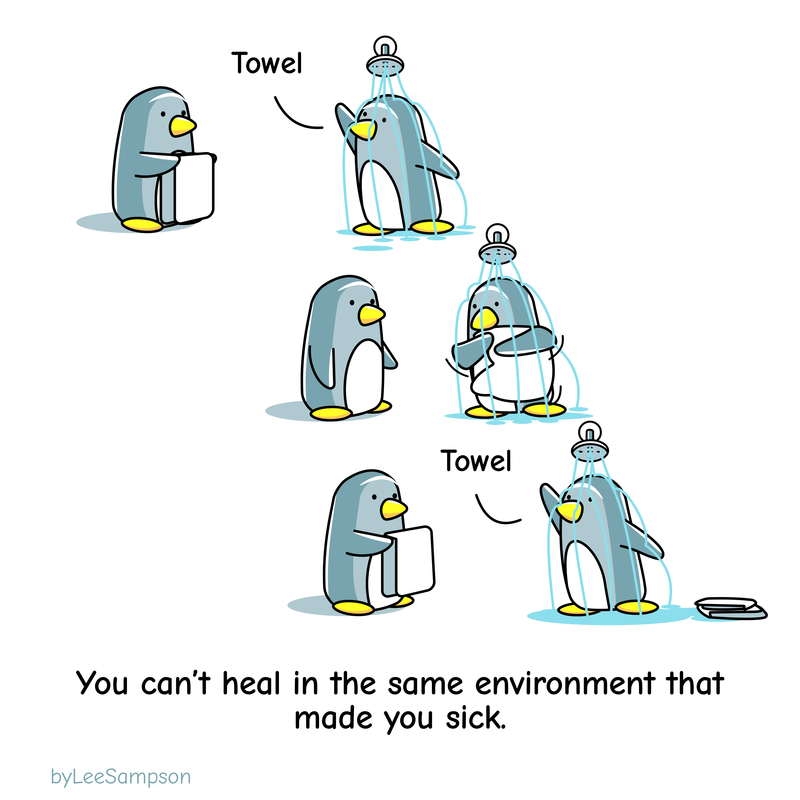 Towel
Towel
You can't heal in the same environment that
made you sick.
byLeeSampson